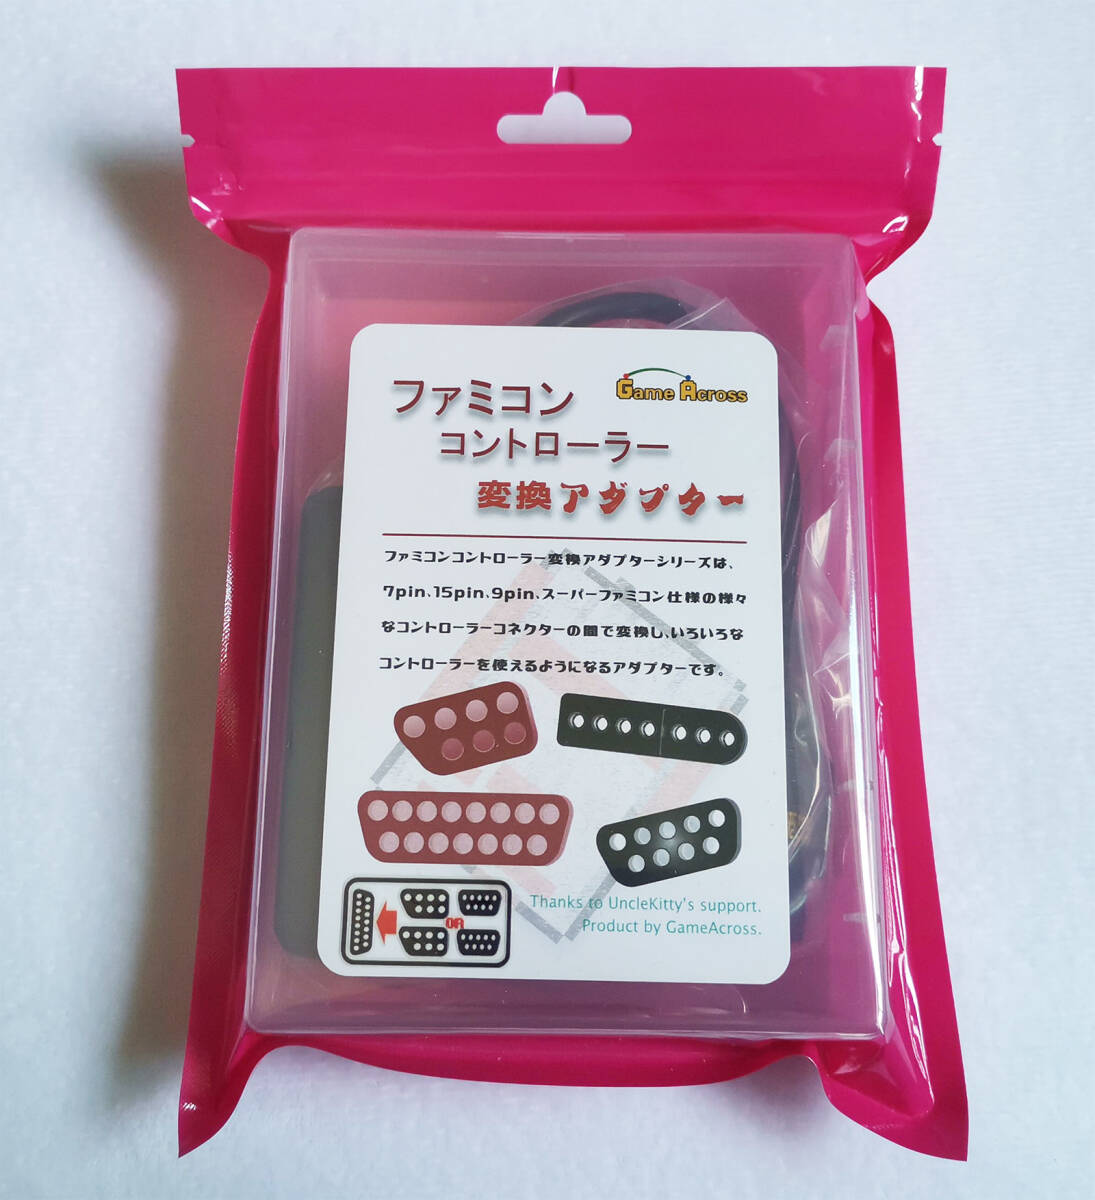 ファミコン
Game Across
コントローラー
変換アダプター
ファミコンコントローラー変換アダプターシリーズは、
7pin、15pin、9pin、スーパーファミコン仕様の様々
なコントローラーコネクターの間で変換し、いろいろな
コントローラーを使えるようになるアダプターです。
OR
Thanks to UncleKitty's support.
Product by GameAcross.